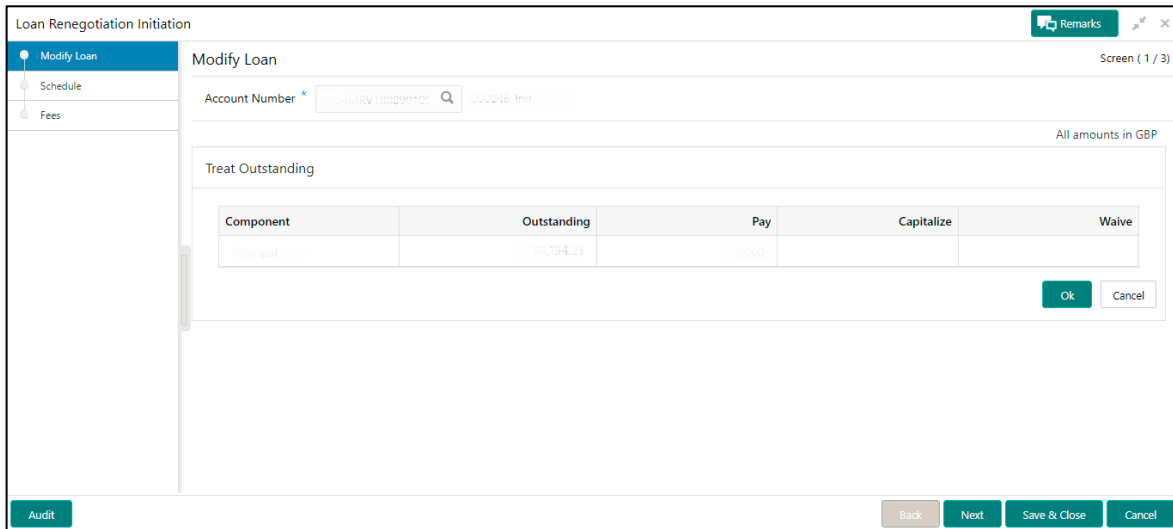 Loan Renegotiation Initiation Remarks
Modify Loan
Schedule
Fees
Modify Loan Screen ( 1 / 3)
Account Number *
All amounts in GBP
Treat Outstanding
Component Outstanding Pay Capitalize Waive
Ok Cancel
Audit Back Next Save & Close Cancel